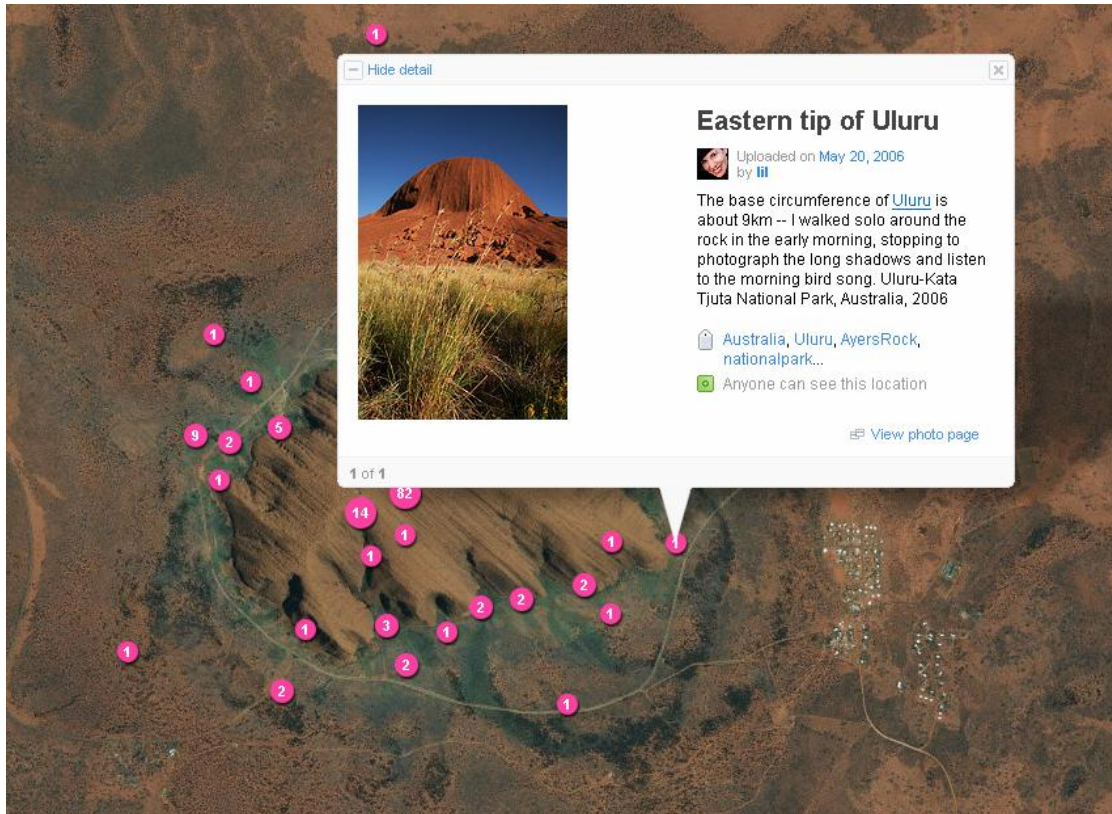 1
Hide detail
Eastern tip of Uluru
Uploaded on May 20, 2006
by lil
The base circumference of Uluru is
about 9km -- I walked solo around the
rock in the early morning, stopping to
photograph the long shadows and listen
to the morning bird song. Uluru-Kata
Tjuta National Park, Australia, 2006
Australia, Uluru, AyersRock,
nationalpark...
Anyone can see this location
View photo page
1 of 1
1
1
5
9
2
1
82
14
1
1
1
1
2
2
2
1
3
1
1
1
2
2
1